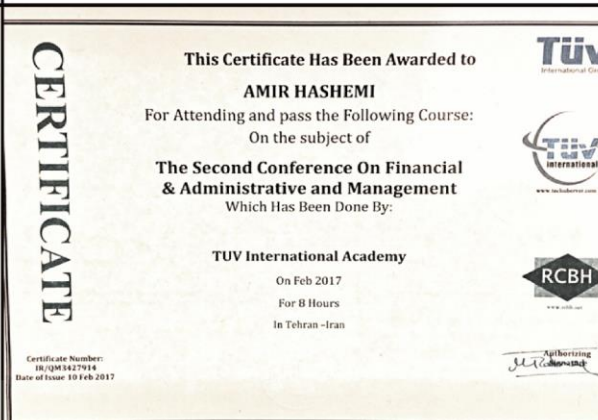 CERTIFICATE
This Certificate Has Been Awarded to
AMIR HASHEMI
For Attending and pass the Following Course:
On the subject of
The Second Conference On Financial
& Administrative and Management
Which Has Been Done By:
TUV International Academy
On Feb 2017
For 8 Hours
In Tehran –Iran
Certificate Number:
IR/QM3427914
Date of Issue 10 Feb 2017
Tüv
International
TÜV
international
RCBH
Authorizing